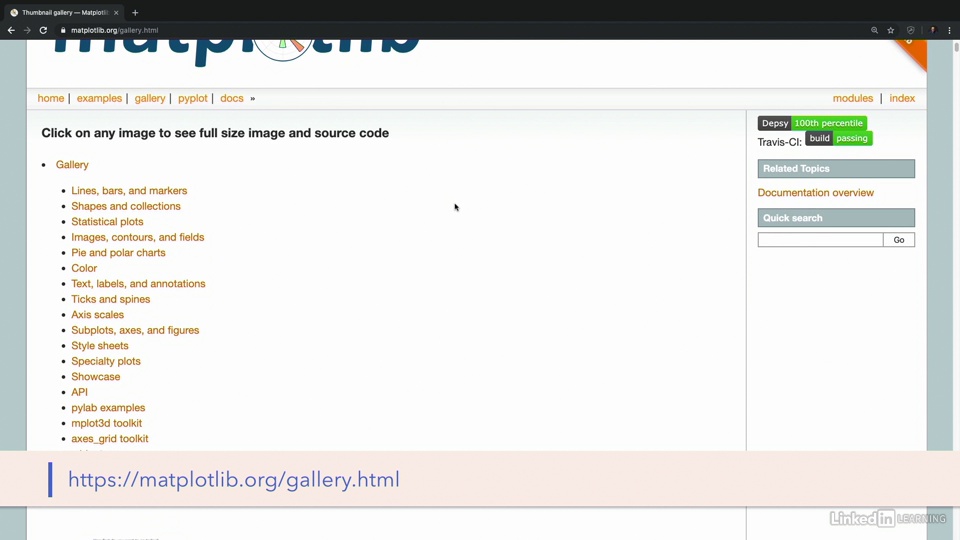 Thumbnail gallery — Matplotl
matplotlib.org/gallery.html
matplotlib
home | examples | gallery | pyplot | docs »
modules | index
Click on any image to see full size image and source code
Depsy 100th percentile
Travis-CI: build passing
Gallery
Related Topics
Documentation overview
Lines, bars, and markers
Shapes and collections
Quick search
Statistical plots
Images, contours, and fields
Go
Pie and polar charts
Color
Text, labels, and annotations
Ticks and spines
Axis scales
Subplots, axes, and figures
Style sheets
Specialty plots
Showcase
API
pylab examples
mplot3d toolkit
axes_grid toolkit
https://matplotlib.org/gallery.html
LinkedIn LEARNING